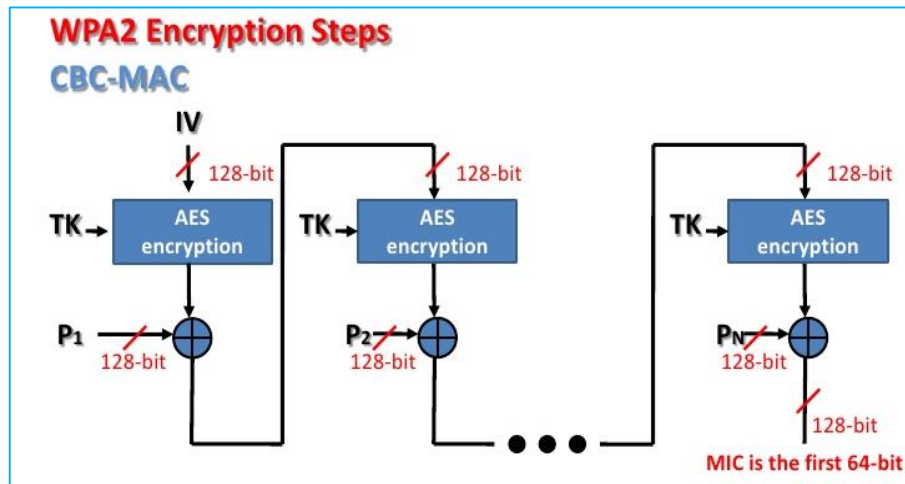 WPA2 Encryption Steps
CBC-MAC
IV
128-bit
128-bit
128-bit
TK
AES
encryption
TK
AES
encryption
TK
AES
encryption
P1
128-bit
P2
128-bit
PN
128-bit
128-bit
MIC is the first 64-bit